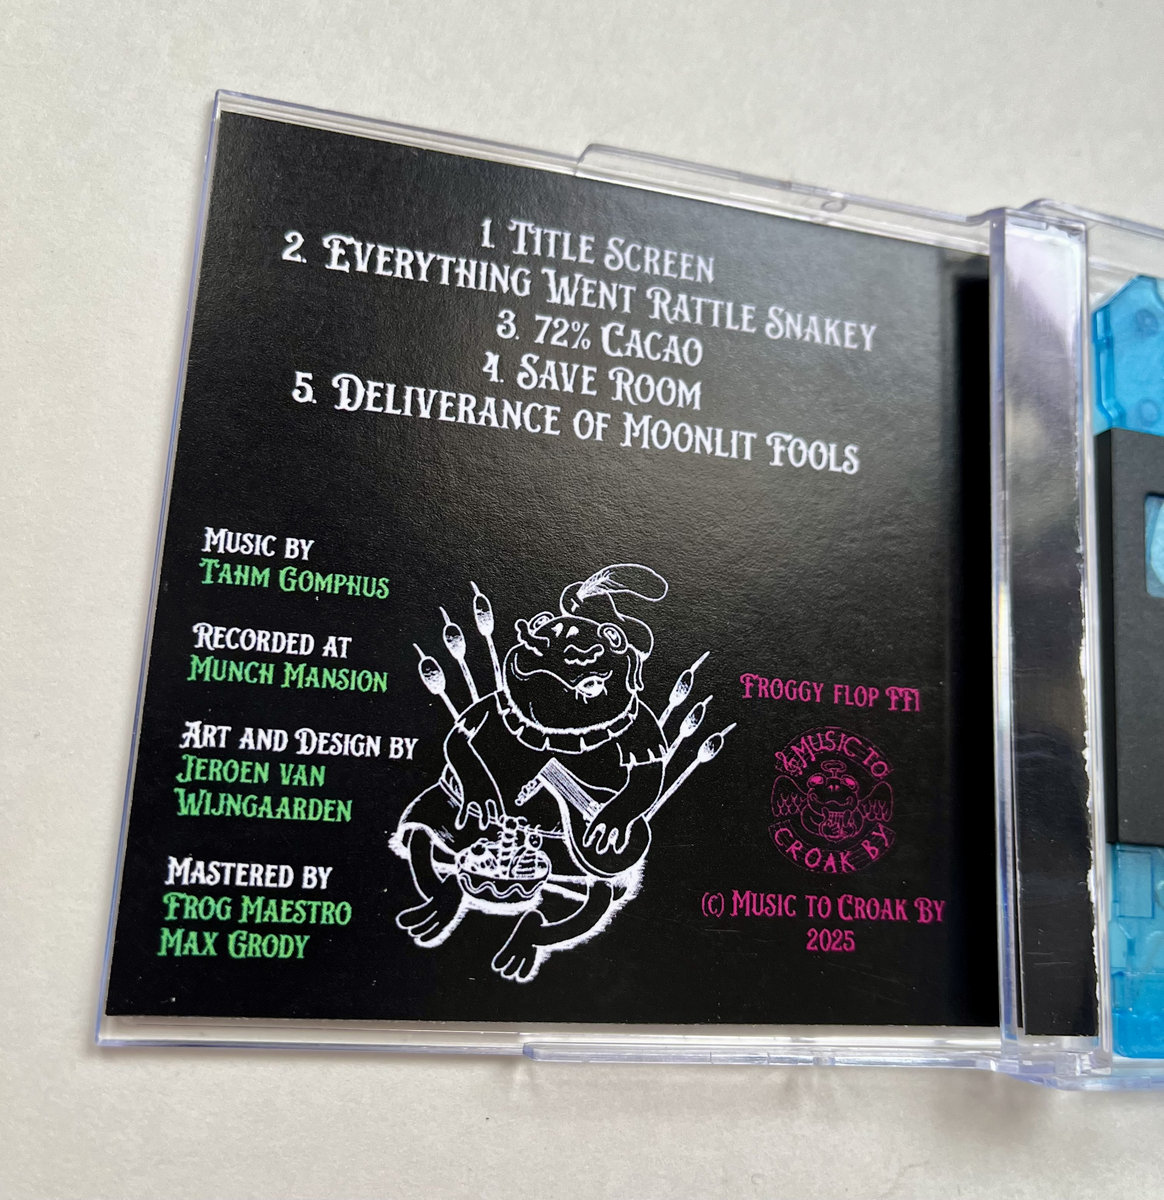 1. Title Screen
2. Everything Went Rattle Snakey
3. 72% Cacao
4. Save Room
5. Deliverance of Moonlit Fools
Music by
Tahm Gomphus
Recorded at
Munch Mansion
Art and Design by
Jeroen van
Wijngaarden
Mastered by
Frog Maestro
Max Grody
Froggy flop FF1
Music to
Croak By
(c) Music to Croak By
2025